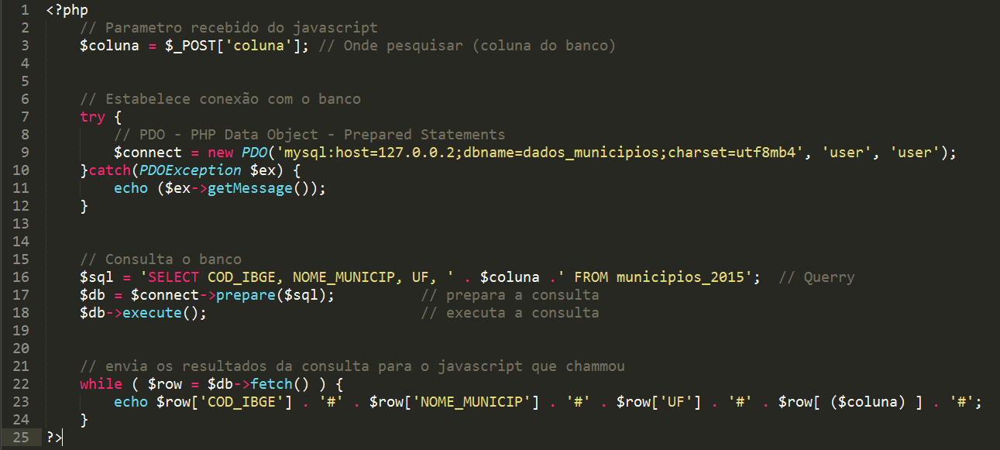 1 <?php
2 // Parametro recebido do javascript
3 $coluna = $_POST['coluna']; // Onde pesquisar (coluna do banco)
4
5
6 // Estabelece conexão com o banco
7 try {
8 // PDO - PHP Data Object - Prepared Statements
9 $connect = new PDO('mysql:host=127.0.0.2;dbname=dados_municipios;charset=utf8mb4', 'user', 'user');
10 }catch(PDOException $ex) {
11 echo ($ex->getMessage());
12 }
13
14
15 // Consulta o banco
16 $sql = 'SELECT COD_IBGE, NOME_MUNICIP, UF, ' . $coluna .' FROM municipios_2015'; // Querry
17 $db = $connect->prepare($sql); // prepara a consulta
18 $db->execute(); // executa a consulta
19
20
21 // envia os resultados da consulta para o javascript que chammou
22 while ( $row = $db->fetch() ) {
23 echo $row['COD_IBGE'] . '#' . $row['NOME_MUNICIP'] . '#' . $row['UF'] . '#' . $row[ ($coluna) ] . '#';
24 }
25 ?>